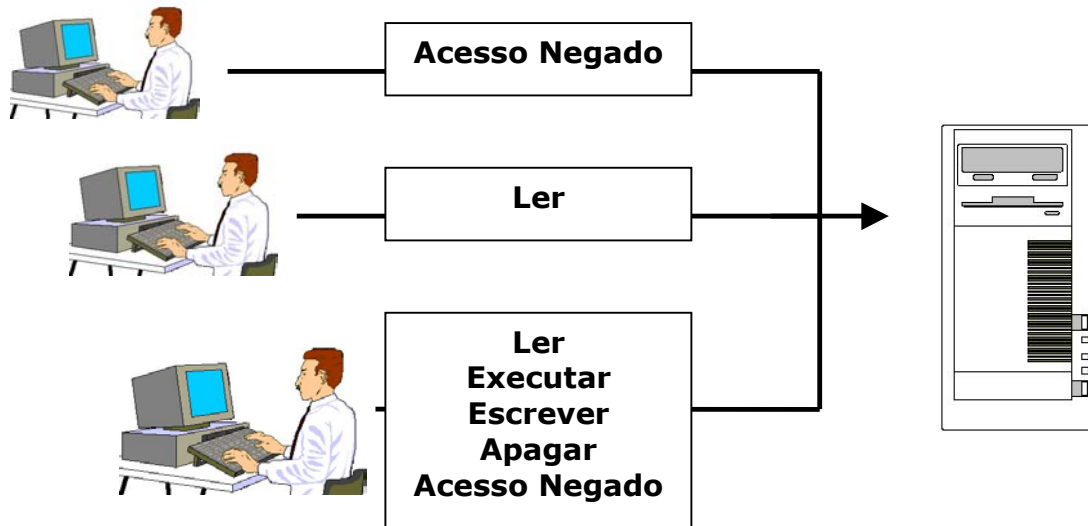 Acesso Negado
Ler
Ler
Executar
Escrever
Apagar
Acesso Negado